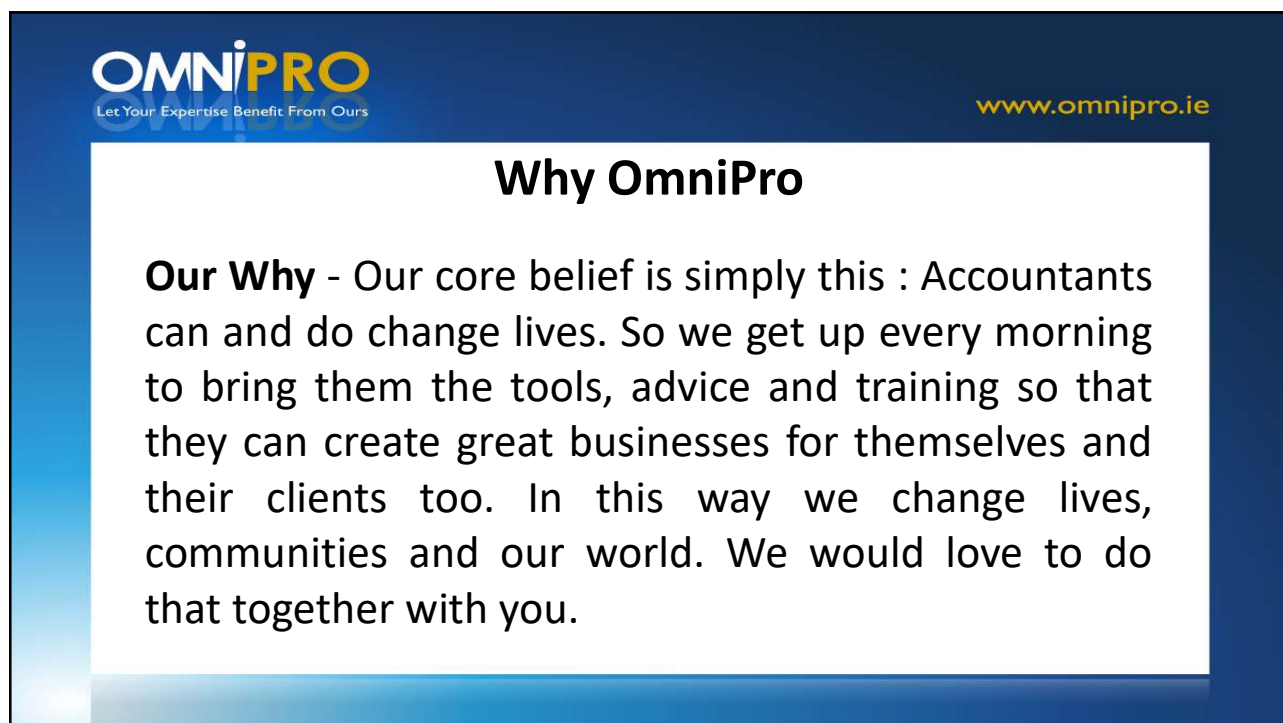 OMNIPRO
Let Your Expertise Benefit From Ours
www.omnipro.ie
Why OmniPro
Our Why - Our core belief is simply this : Accountants
can and do change lives. So we get up every morning
to bring them the tools, advice and training so that
they can create great businesses for themselves and
their clients too. In this way we change lives,
communities and our world. We would love to do
that together with you.